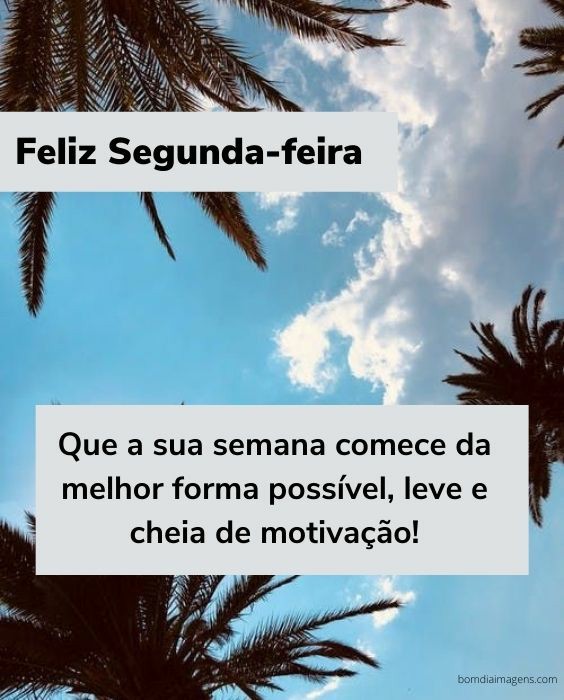 Feliz Segunda-feira
Que a sua semana comece da
melhor forma possível, leve e
cheia de motivação!
bomdiaimagens.com